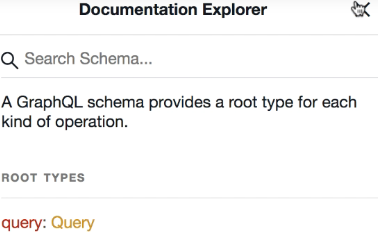 Documentation Explorer
Search Schema...
A GraphQL schema provides a root type for each
kind of operation.
ROOT TYPES
query: Query